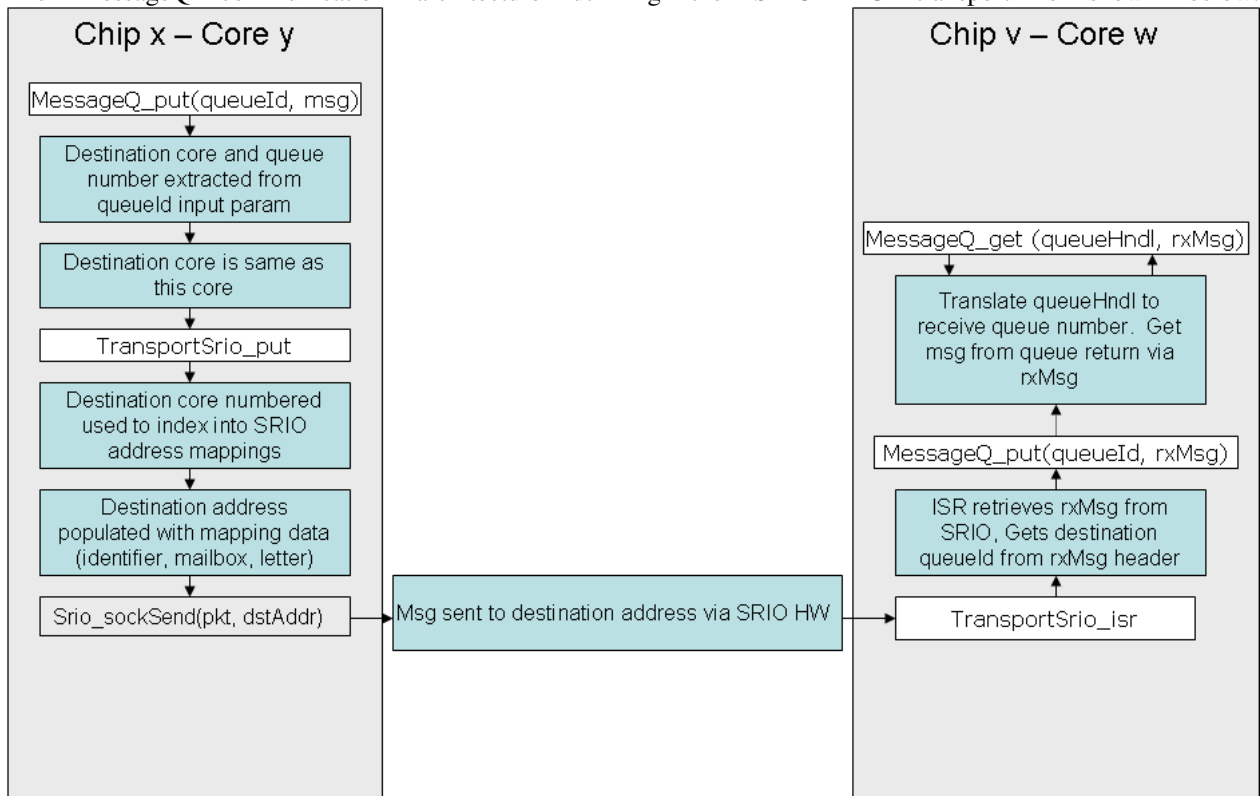 Chip x – Core y
MessageQ_put(queueId, msg)
Destination core and queue
number extracted from
queueId input param
Destination core is same as
this core
TransportSrio_put
Destination core numbered
used to index into SRIO
address mappings
Destination address
populated with mapping data
(identifier, mailbox, letter)
Srio_sockSend(pkt, dstAddr)
Msg sent to destination address via SRIO HW
Chip v – Core w
MessageQ_get (queueHndl, rxMsg)
Translate queueHndl to
receive queue number. Get
msg from queue return via
rxMsg
MessageQ_put(queueId, rxMsg)
ISR retrieves rxMsg from
SRIO, Gets destination
queueId from rxMsg header
TransportSrio_isr